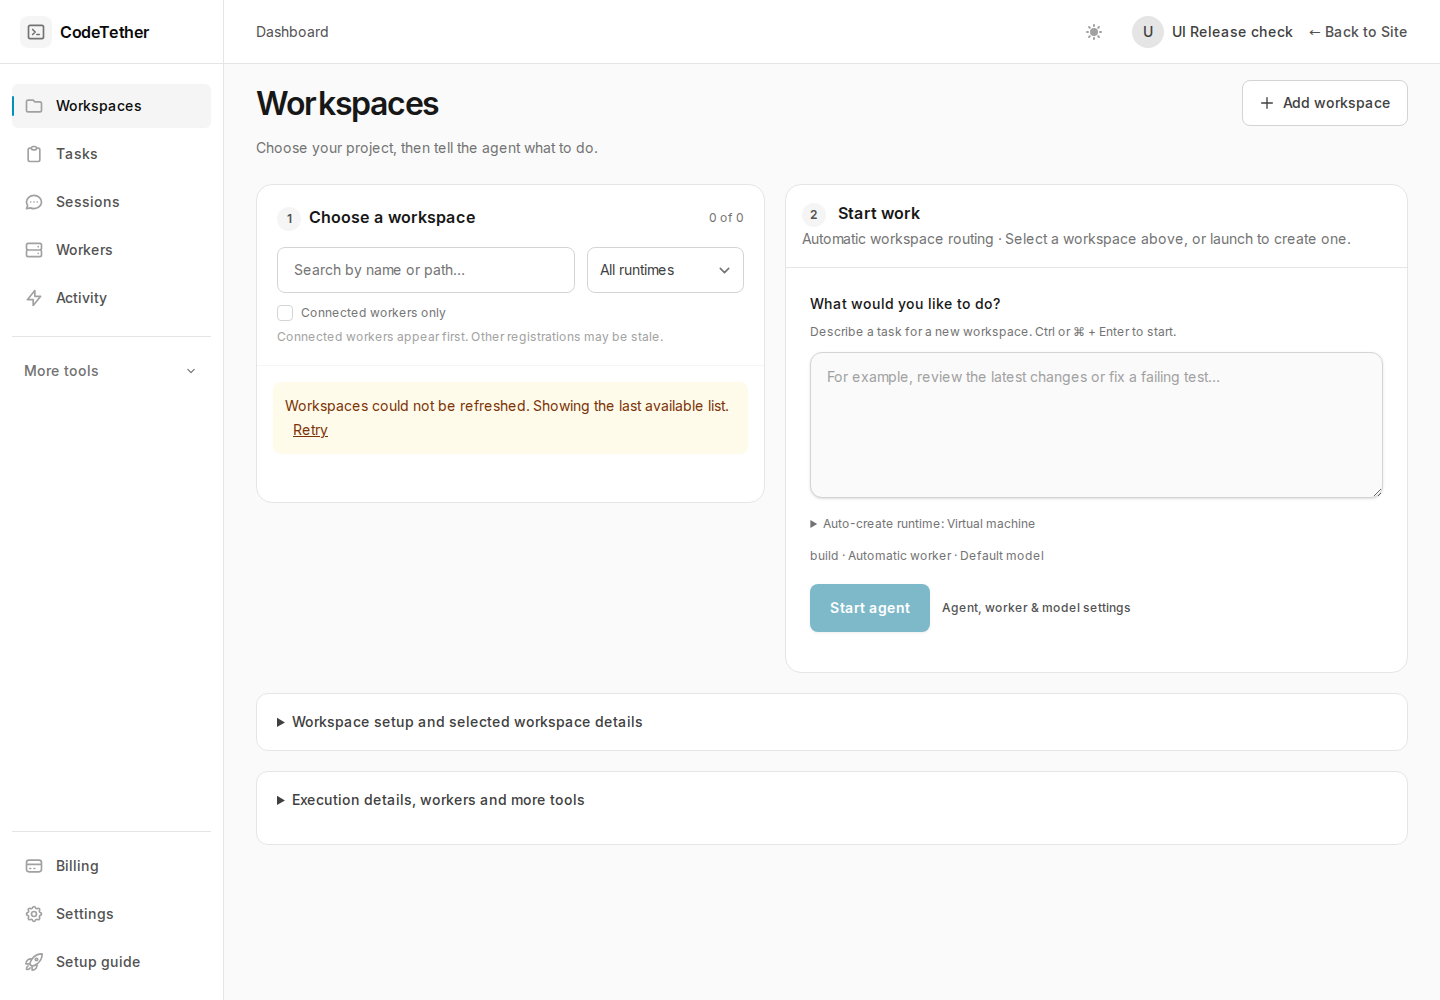 CodeTether
Dashboard
U
UI Release check
← Back to Site
Workspaces
Tasks
Sessions
Workers
Activity
More tools
Billing
Settings
Setup guide
Workspaces
Add workspace
Choose your project, then tell the agent what to do.
1
Choose a workspace
0 of 0
Search by name or path...
All runtimes
Connected workers only
Connected workers appear first. Other registrations may be stale.
Workspaces could not be refreshed. Showing the last available list.
Retry
2
Start work
Automatic workspace routing · Select a workspace above, or launch to create one.
What would you like to do?
Describe a task for a new workspace. Ctrl or ⌘ + Enter to start.
For example, review the latest changes or fix a failing test...
Auto-create runtime: Virtual machine
build · Automatic worker · Default model
Start agent
Agent, worker & model settings
Workspace setup and selected workspace details
Execution details, workers and more tools